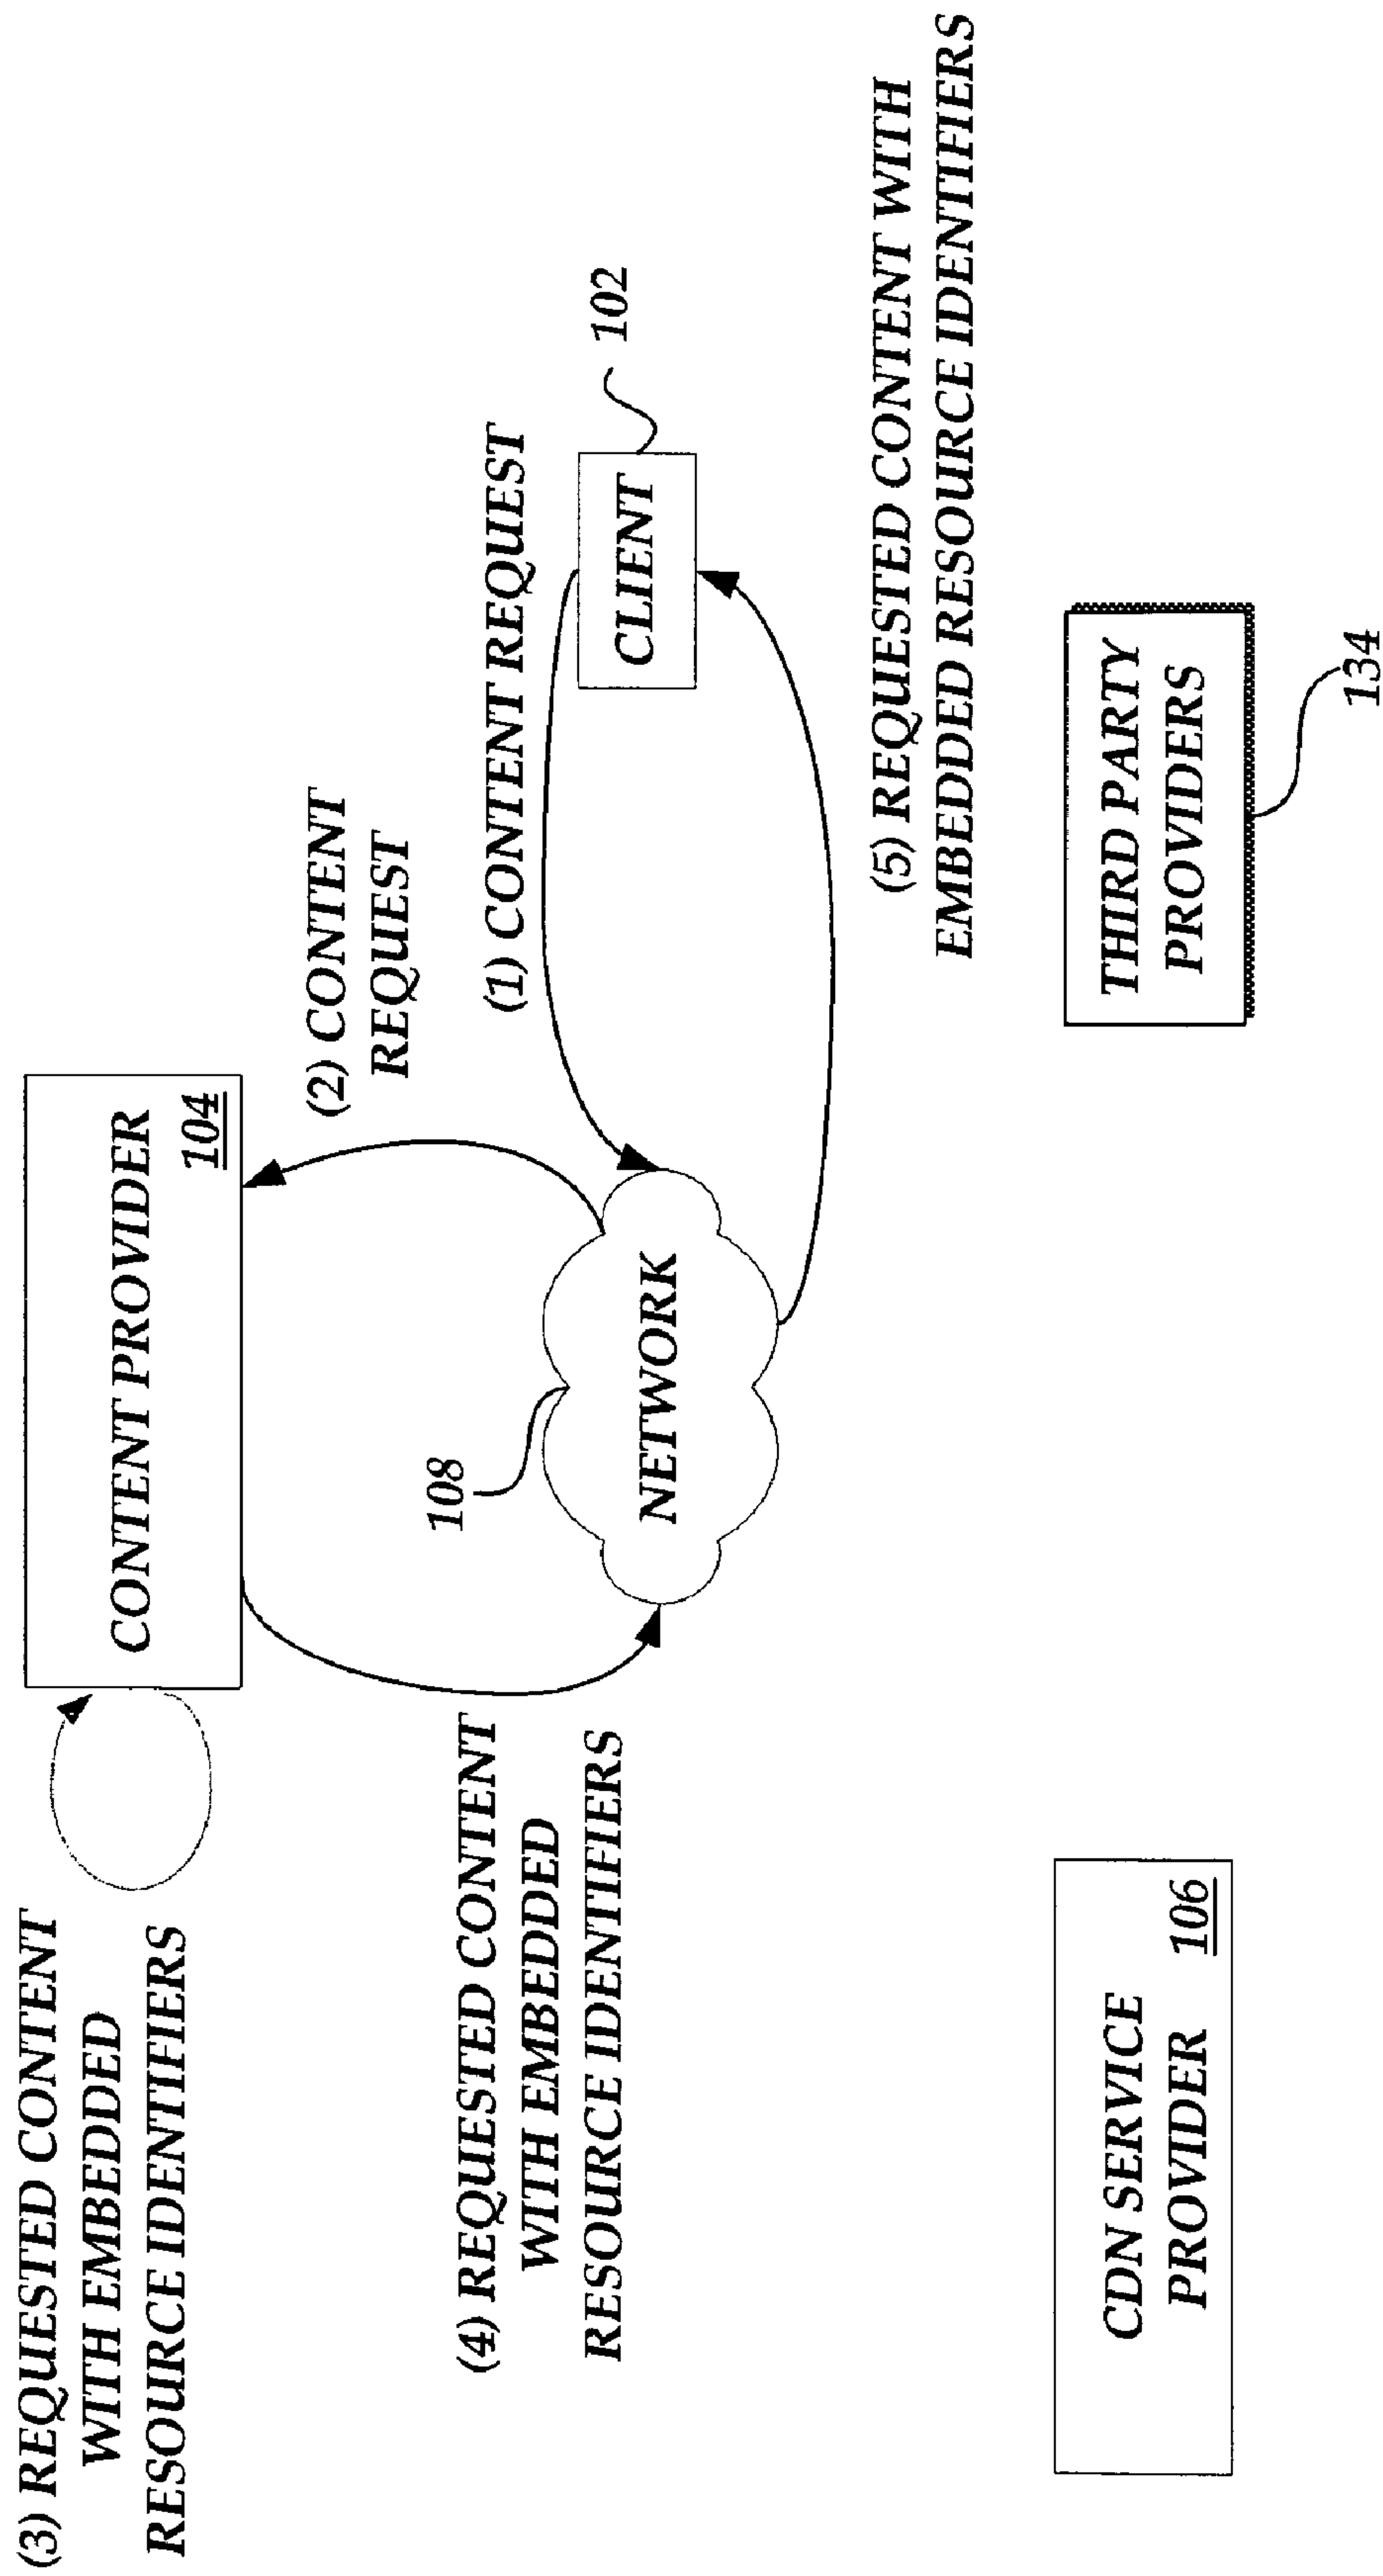 (3) REQUESTED CONTENT
WITH EMBEDDED
RESOURCE IDENTIFIERS
CONTENT PROVIDER
104
(2) CONTENT
REQUEST
(4) REQUESTED CONTENT
WITH EMBEDDED
RESOURCE IDENTIFIERS
108
NETWORK
(1) CONTENT REQUEST
CLIENT
102
(5) REQUESTED CONTENT WITH
EMBEDDED RESOURCE IDENTIFIERS
CDN SERVICE
PROVIDER
106
THIRD PARTY
PROVIDERS
134